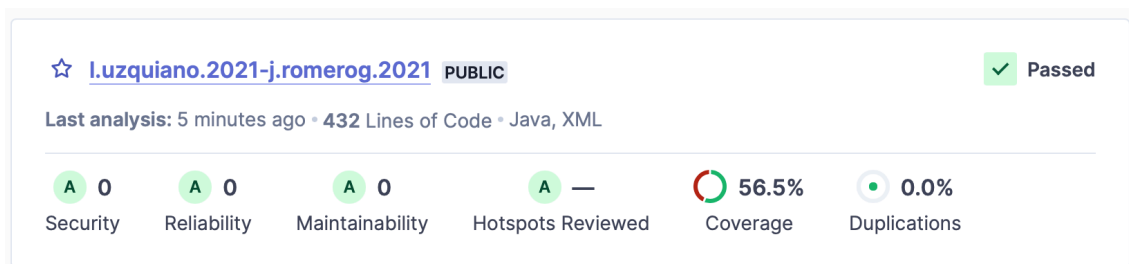 l.uzquiano.2021-j.romerog.2021 PUBLIC Passed
Last analysis: 5 minutes ago • 432 Lines of Code • Java, XML
A 0 A 0 A 0 A — 56.5% 0.0%
Security Reliability Maintainability Hotspots Reviewed Coverage Duplications